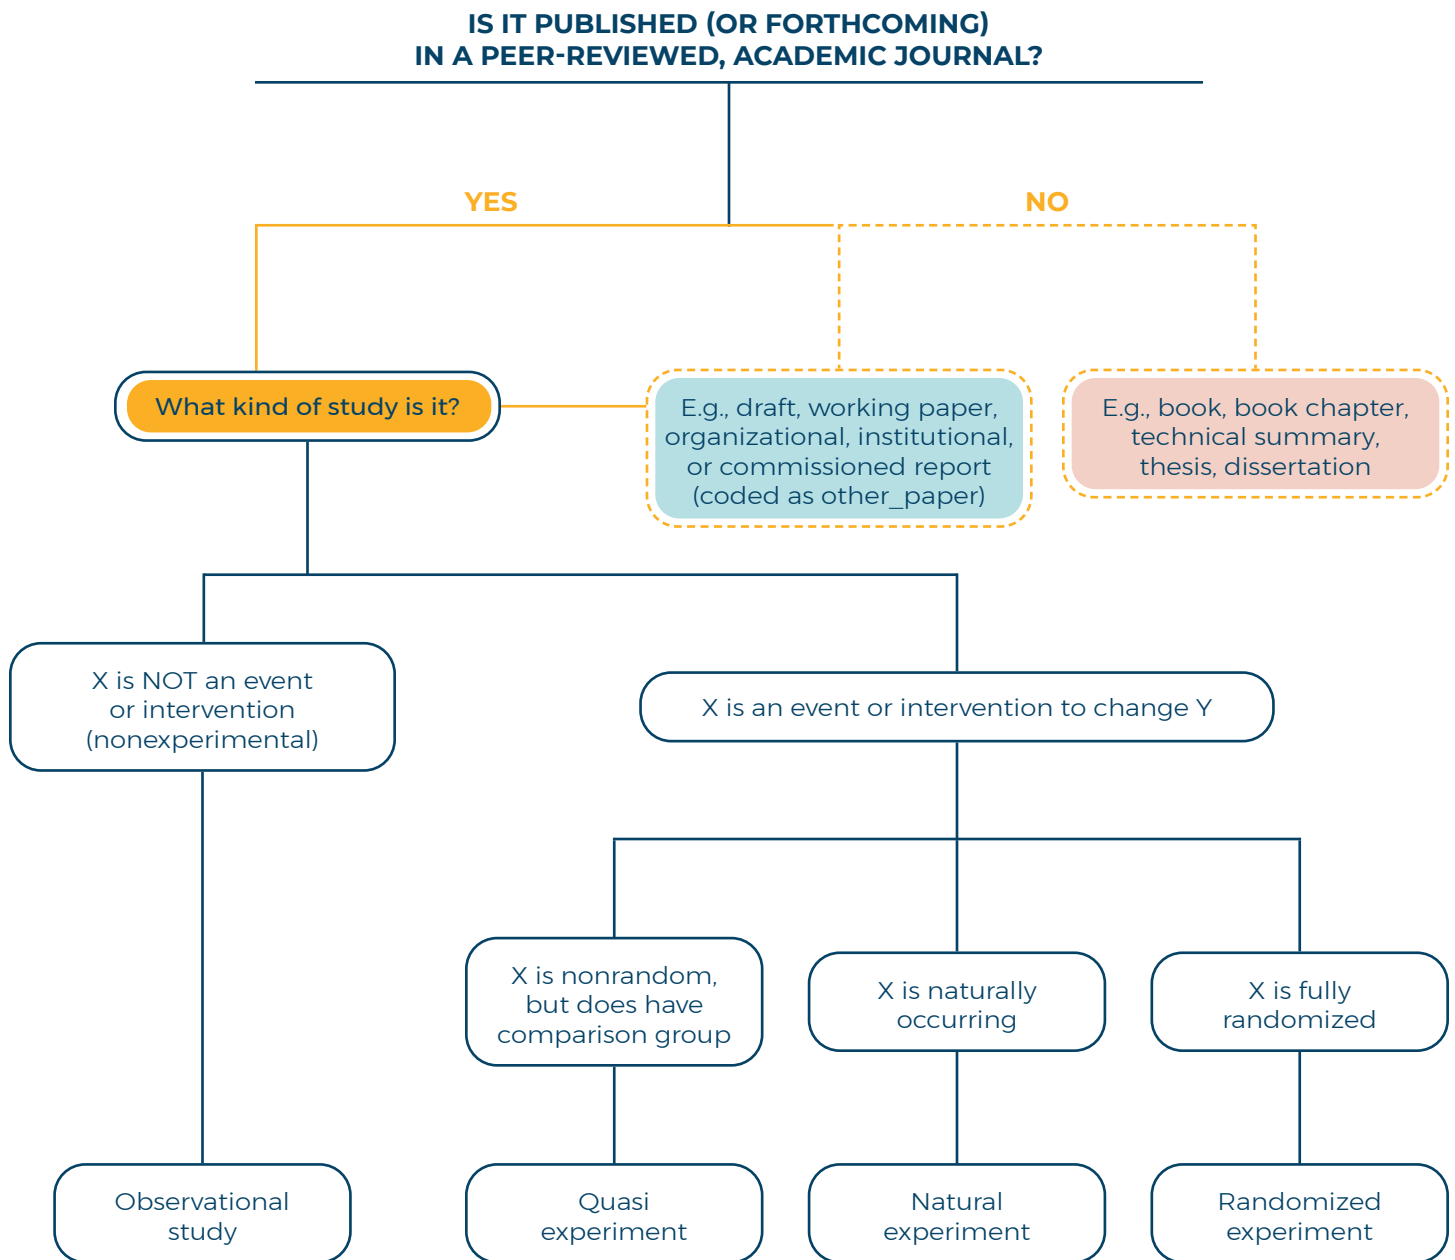 IS IT PUBLISHED (OR FORTHCOMING)
IN A PEER-REVIEWED, ACADEMIC JOURNAL?
YES
NO
What kind of study is it?
E.g., draft, working paper,
organizational, institutional,
or commissioned report
(coded as other_paper)
E.g., book, book chapter,
technical summary,
thesis, dissertation
X is NOT an event
or intervention
(nonexperimental)
X is an event or intervention to change Y
X is nonrandom,
but does have
comparison group
X is naturally
occurring
X is fully
randomized
Observational
study
Quasi
experiment
Natural
experiment
Randomized
experiment